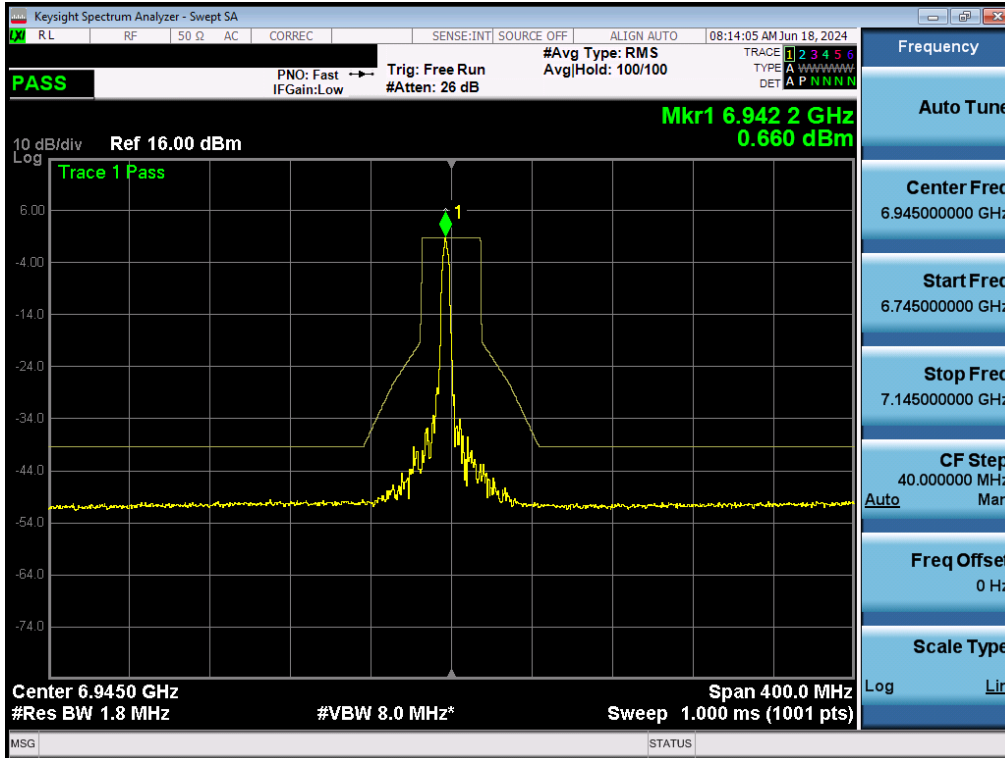 Keysight Spectrum Analyzer - Swept SA
LXI RL RF 50 Ω AC CORREC SENSE:INT SOURCE OFF ALIGN AUTO 08:14:05 AM Jun 18, 2024
PASS
PNO: Fast
IFGain:Low
Trig: Free Run
#Atten: 26 dB
#Avg Type: RMS
Avg|Hold: 100/100
TRACE 1 2 3 4 5 6
TYPE A WWWWW
DET A P N N N N
Mkr1 6.942 2 GHz
0.660 dBm
10 dB/div Ref 16.00 dBm
Log
Trace 1 Pass
1
6.00
-4.00
-14.0
-24.0
-34.0
-44.0
-54.0
-64.0
-74.0
Center 6.9450 GHz Span 400.0 MHz
#Res BW 1.8 MHz #VBW 8.0 MHz* Sweep 1.000 ms (1001 pts)
MSG STATUS
Frequency
Auto Tune
Center Freq
6.945000000 GHz
Start Freq
6.745000000 GHz
Stop Freq
7.145000000 GHz
CF Step
40.000000 MHz
Auto Man
Freq Offset
0 Hz
Scale Type
Log Lin